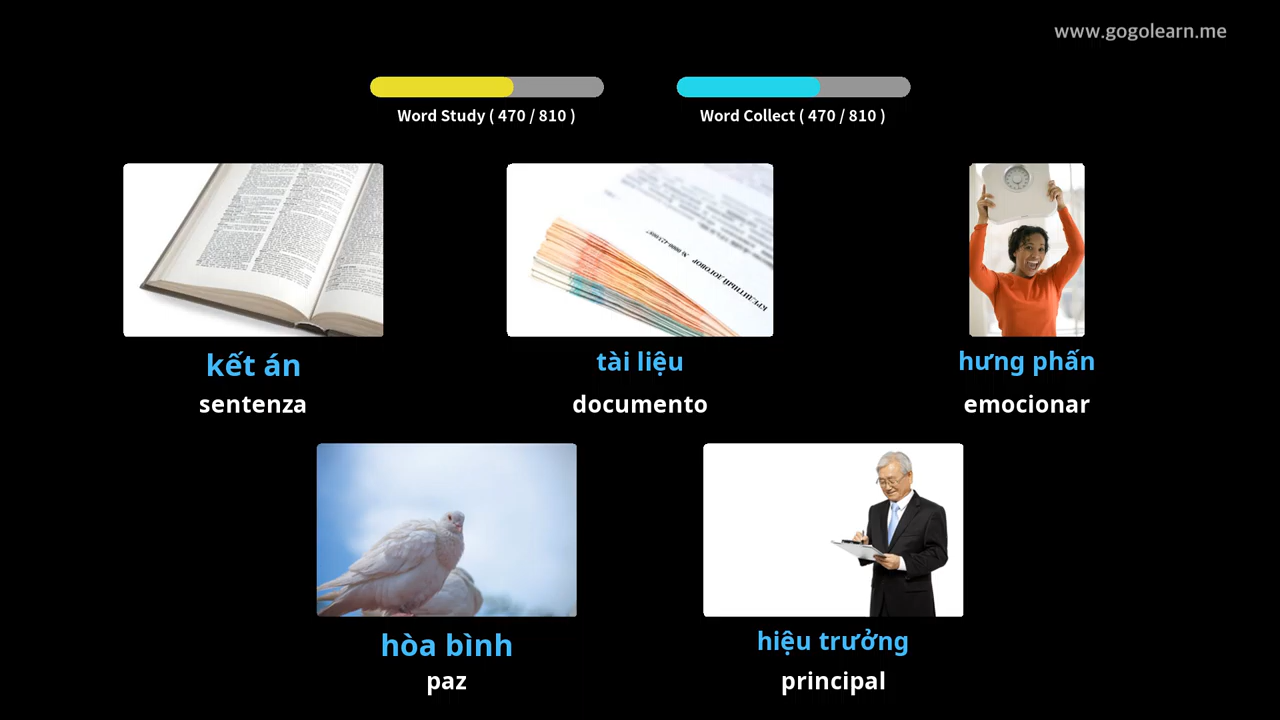 www.gogolearn.me
Word Study ( 470 / 810 )
Word Collect ( 470 / 810 )
kết án
sentenza
tài liệu
documento
hưng phấn
emocionar
hòa bình
paz
hiệu trưởng
principal